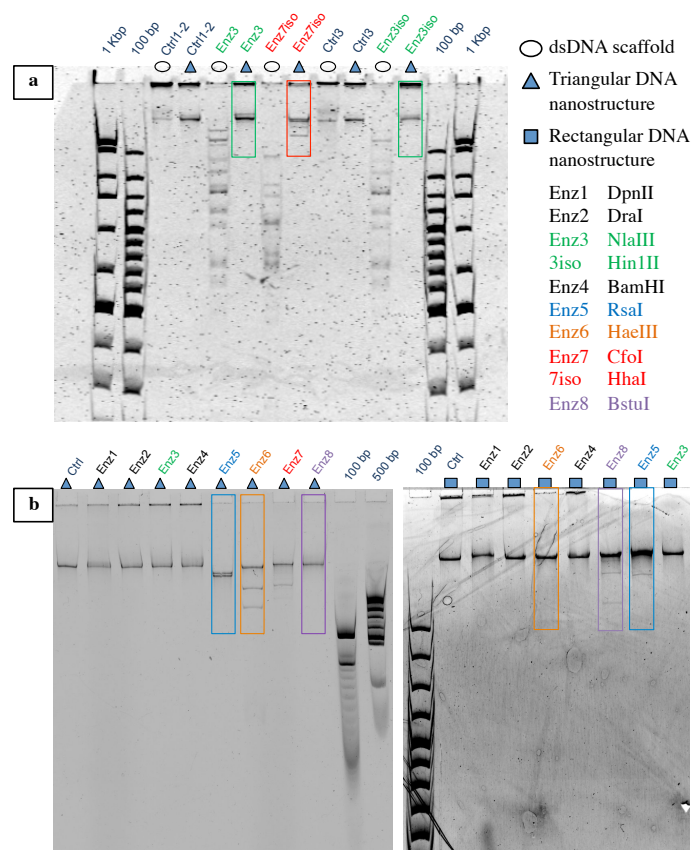 a
1 Kbp
100 bp
Ctrl1-2
Ctrl1-2
Enz3
Enz3
Enz7iso
Enz7iso
Ctrl3
Ctrl3
Enz3iso
Enz3iso
100 bp
1 Kbp
dsDNA scaffold
Triangular DNA
nanostructure
Rectangular DNA
nanostructure
Enz1 DpnII
Enz2 DraI
Enz3 NlaIII
3iso Hin1II
Enz4 BamHI
Enz5 RsaI
Enz6 HaeIII
Enz7 CfoI
7iso HhaI
Enz8 BstuI
b
Ctrl
Enz1
Enz2
Enz3
Enz4
Enz5
Enz6
Enz7
Enz8
100 bp
500 bp
100 bp
Ctrl
Enz1
Enz2
Enz6
Enz4
Enz8
Enz5
Enz3